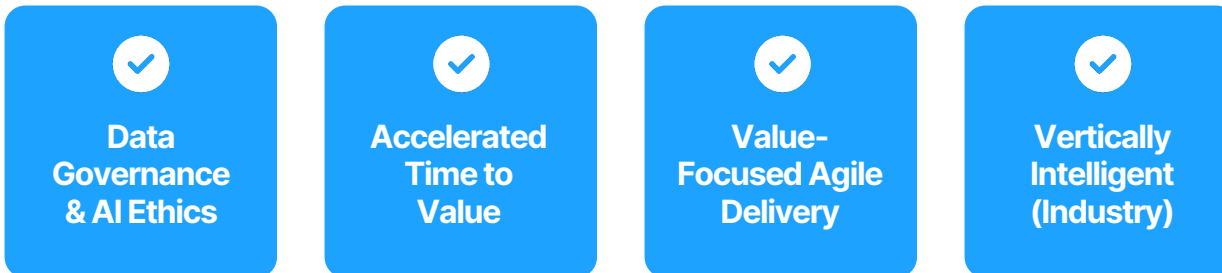 Data
Governance
& AI Ethics
Accelerated
Time to
Value
Value-
Focused Agile
Delivery
Vertically
Intelligent
(Industry)